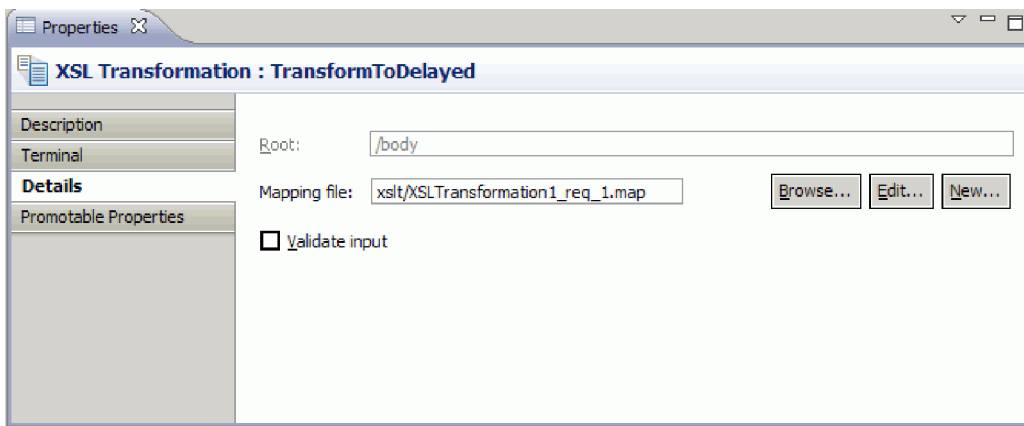 Properties
XSL Transformation : TransformToDelayed
Description
Terminal
Details
Promotable Properties
Root: /body
Mapping file: xslt/XSLTransformation1_req_1.map Browse... Edit... New...
Validate input